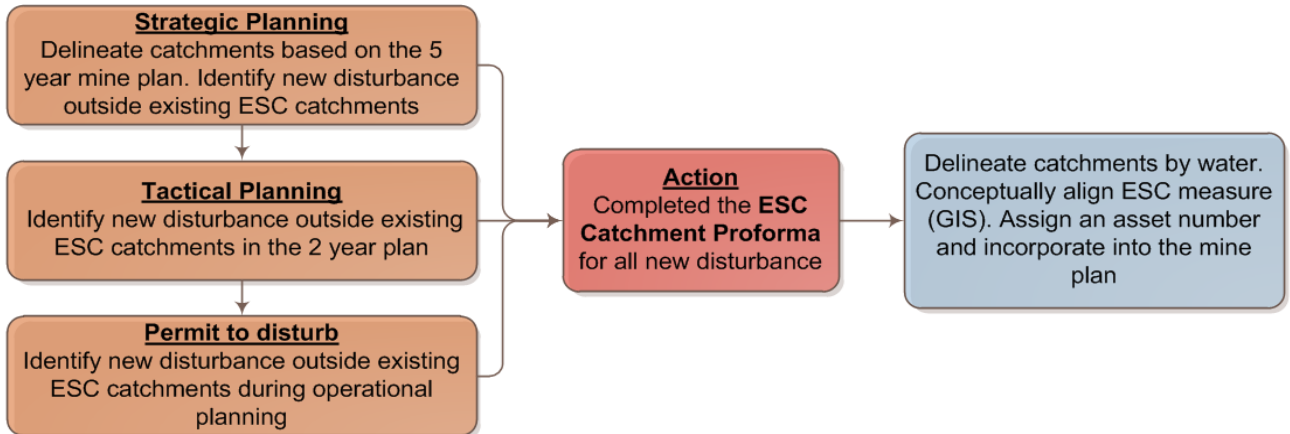 Strategic Planning
Delineate catchments based on the 5
year mine plan. Identify new disturbance
outside existing ESC catchments
Tactical Planning
Identify new disturbance outside existing
ESC catchments in the 2 year plan
Permit to disturb
Identify new disturbance outside existing
ESC catchments during operational
planning
Action
Completed the ESC
Catchment Proforma
for all new disturbance
Delineate catchments by water.
Conceptually align ESC measure
(GIS). Assign an asset number
and incorporate into the mine
plan